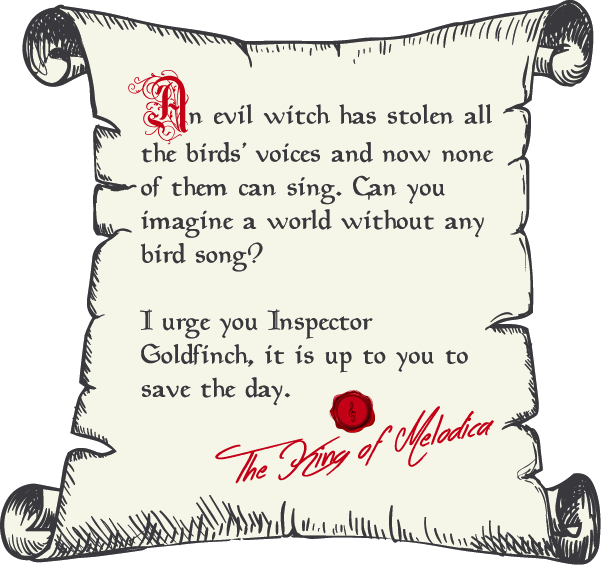 An evil witch has stolen all
the birds' voices and now none
of them can sing. Can you
imagine a world without any
bird song?
I urge you Inspector
Goldfinch, it is up to you to
save the day.
The King of Melodica